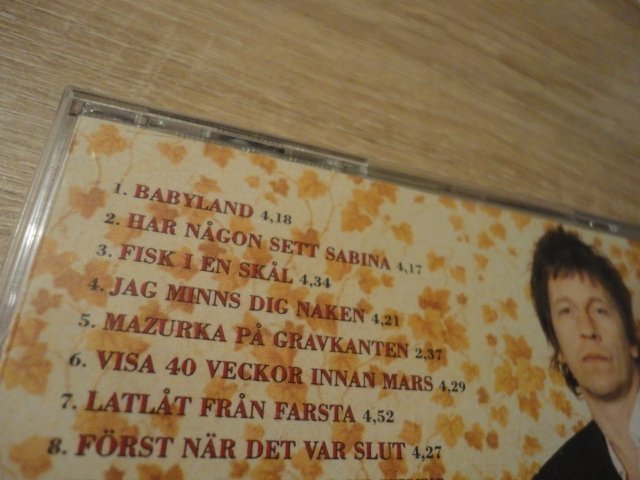 1. BABYLAND 4,18
2. HAR NÅGON SETT SABINA 4,17
3. FISK I EN SKÅL 4,34
4. JAG MINNS DIG NAKEN 4,21
5. MAZURKA PÅ GRAVKANTEN 2,37
6. VISA 40 VECKOR INNAN MARS 4,29
7. LATLÅT FRÅN FARSTA 4,52
8. FÖRST NÄR DET VAR SLUT 4,27